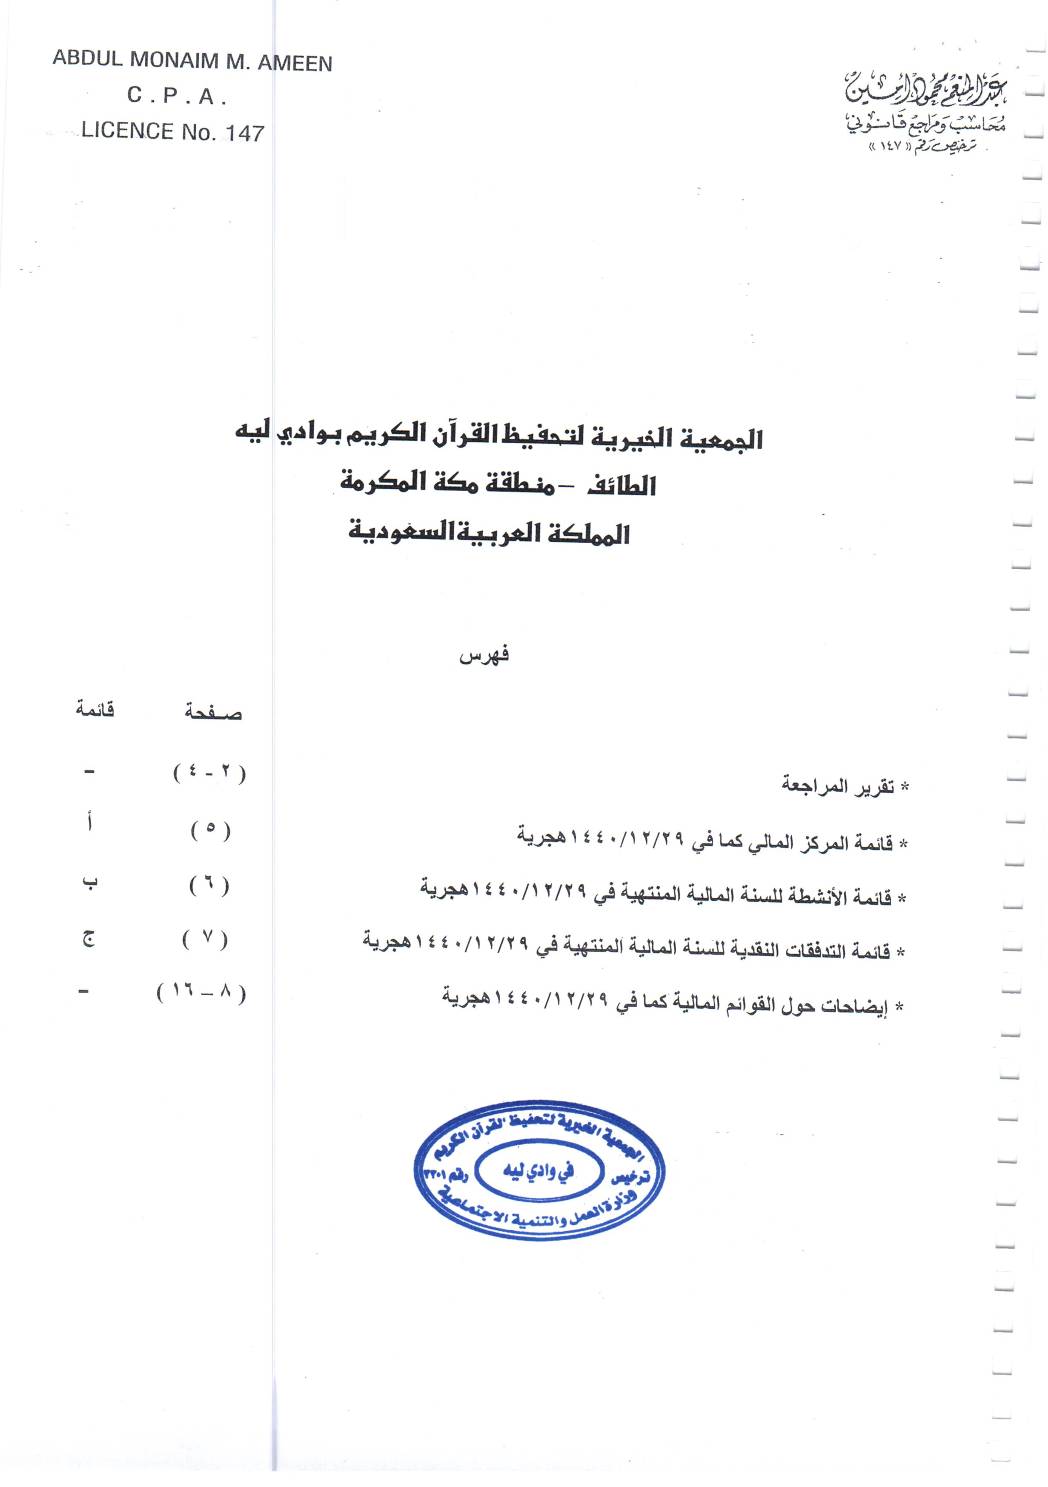 ABDUL MONAIM M. AMEEN
C . P . A .
LICENCE No. 147
عبد المنعم محمود امين
محاسب ومراجع قانوني
ترخيص رقم « ١٤٧ »
الجمعية الخيرية لتحفيظ القرآن الكريم بوادي ليه
الطائف – منطقة مكة المكرمة
المملكة العربية السعودية
فهرس
صفحة قائمة
* تقرير المراجعة ( ٢ - ٤ ) -
* قائمة المركز المالي كما في ١٤٤٠/١٢/٢٩هجرية ( ٥ ) أ
* قائمة الأنشطة للسنة المالية المنتهية في ١٤٤٠/١٢/٢٩هجرية ( ٦ ) ب
* قائمة التدفقات النقدية للسنة المالية المنتهية في ١٤٤٠/١٢/٢٩هجرية ( ٧ ) ج
* إيضاحات حول القوائم المالية كما في ١٤٤٠/١٢/٢٩هجرية ( ٨ – ١٦ ) -
الجمعية الخيرية لتحفيظ القرآن الكريم
في وادي ليه
ترخيص رقم ٣٣٠١
وزارة العمل والتنمية الاجتماعية